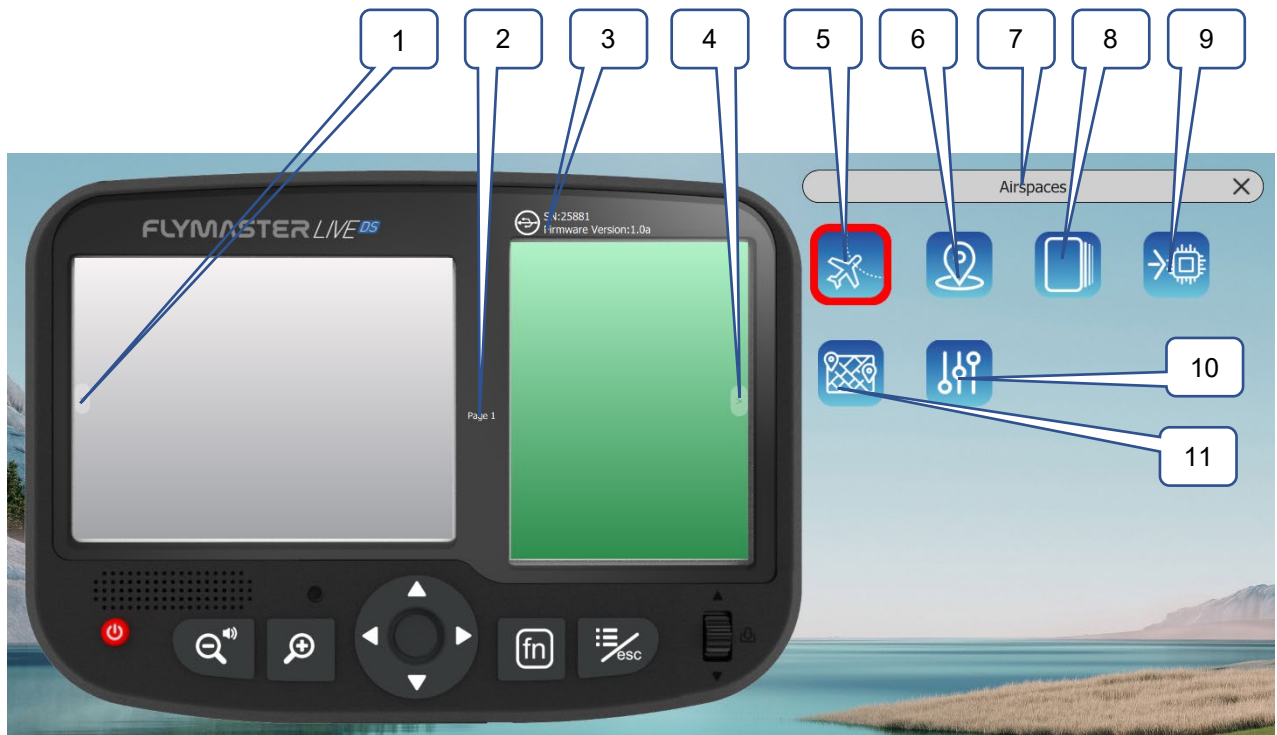 1 2 3 4 5 6 7 8 9
Airspaces
FLYMASTER LIVE DS
SN:25881
Firmware Version:1.0a
10
Page 1
11
fn
esc